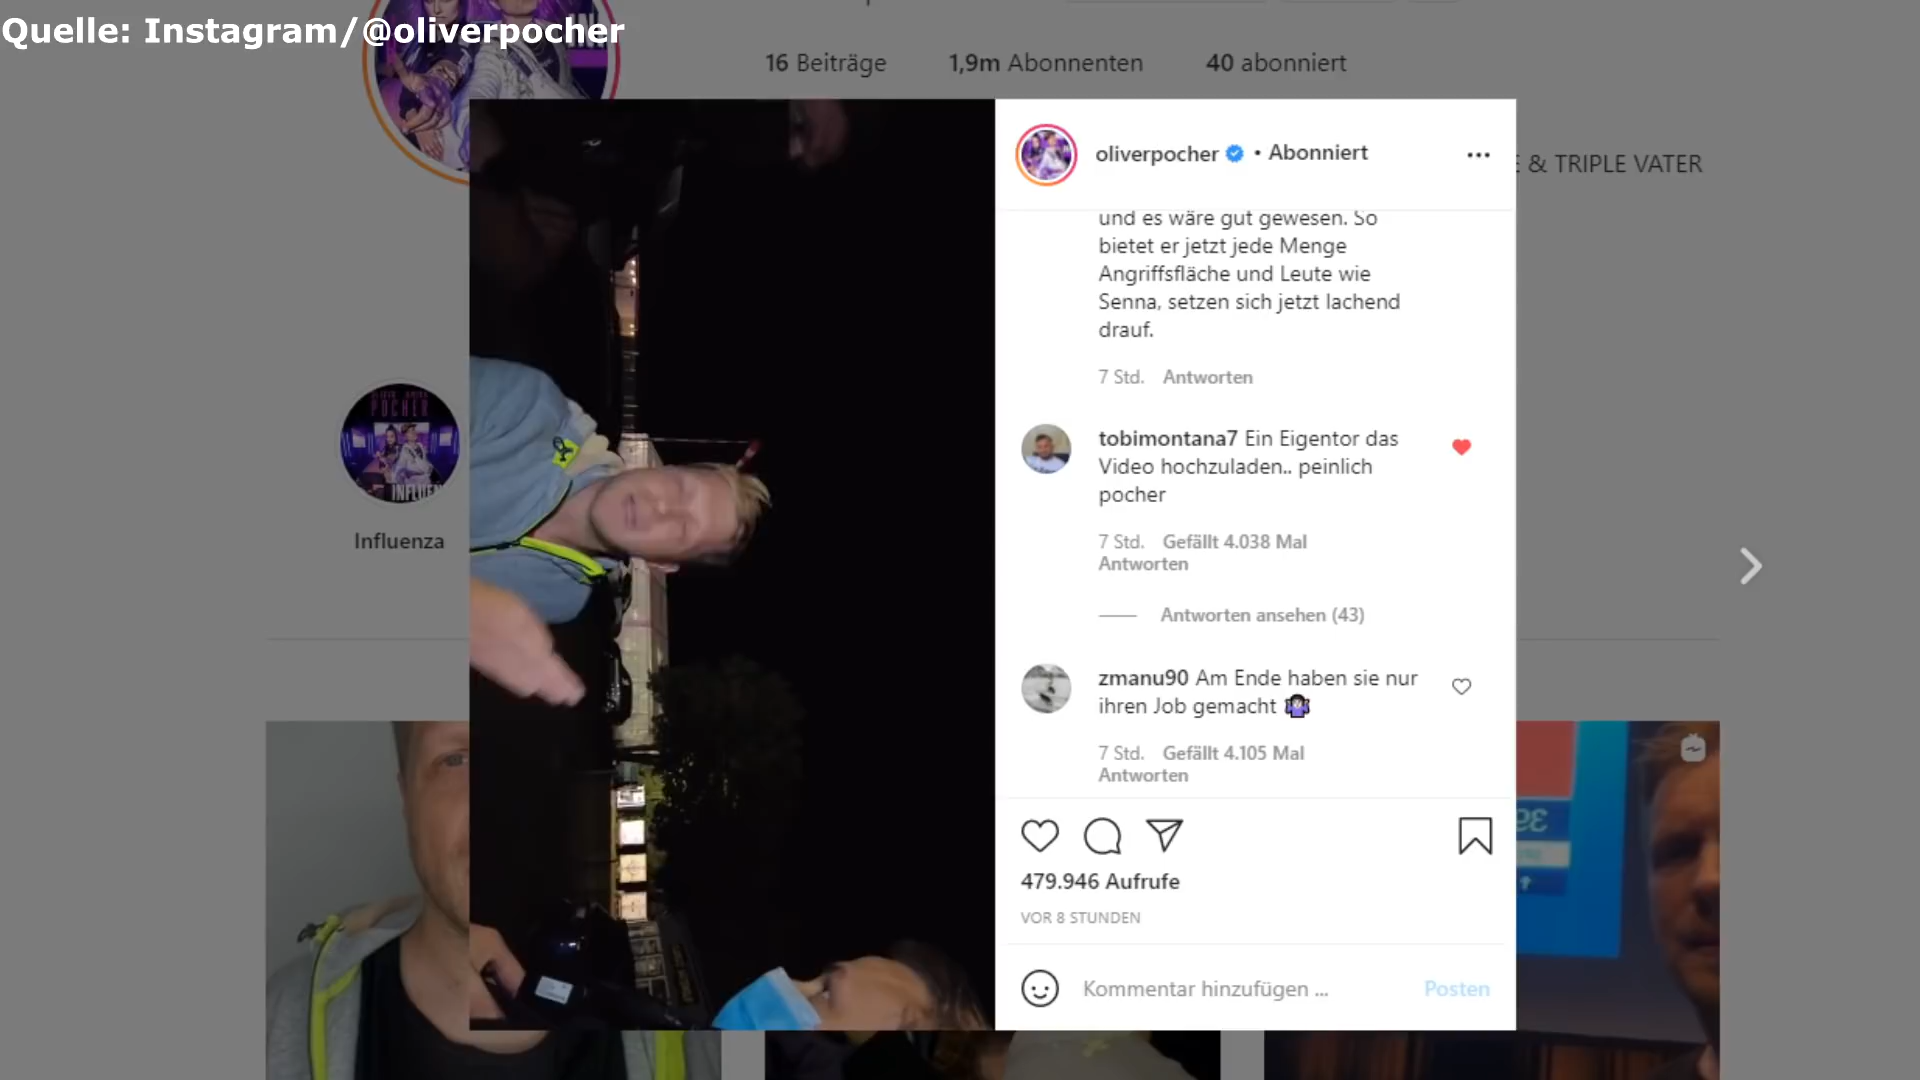 Quelle: Instagram/@oliverpocher
16 Beiträge
1,9m Abonnenten
40 abonniert
oliverpocher • Abonniert
& TRIPLE VATER
und es wäre gut gewesen. So
bietet er jetzt jede Menge
Angriffsfläche und Leute wie
Senna, setzen sich jetzt lachend
drauf.
7 Std. Antworten
POCHER
Influenza
tobimontana7 Ein Eigentor das
Video hochzuladen.. peinlich
pocher
7 Std. Gefällt 4.038 Mal
Antworten
Antworten ansehen (43)
zmanu90 Am Ende haben sie nur
ihren Job gemacht 🤷🏻‍♀️
7 Std. Gefällt 4.105 Mal
Antworten
479.946 Aufrufe
VOR 8 STUNDEN
Kommentar hinzufügen ...
Posten